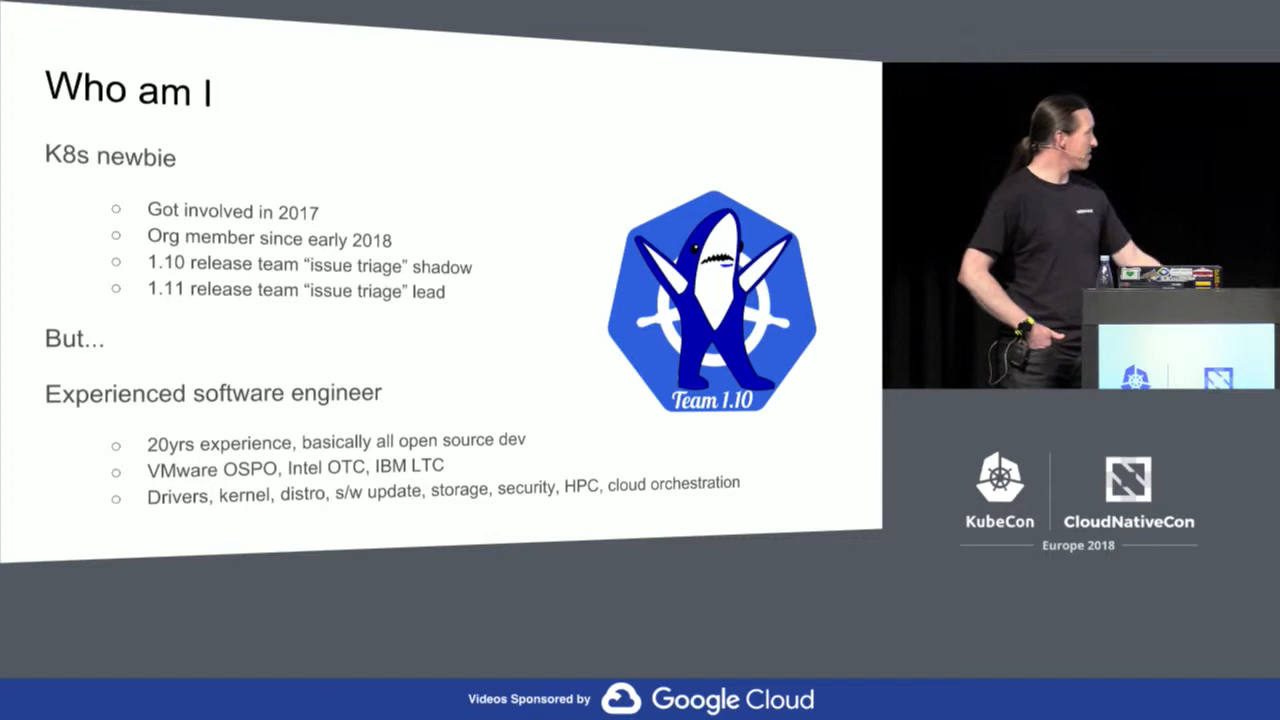 Who am I
K8s newbie
Got involved in 2017
Org member since early 2018
1.10 release team “issue triage” shadow
1.11 release team “issue triage” lead
But...
Experienced software engineer
20yrs experience, basically all open source dev
VMware OSPO, Intel OTC, IBM LTC
Drivers, kernel, distro, s/w update, storage, security, HPC, cloud orchestration
Team 1.10
KubeCon
CloudNativeCon
Europe 2018
Videos Sponsored by
Google Cloud